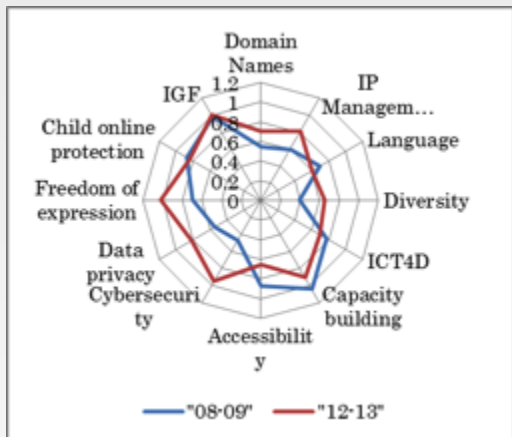 Domain
Names
IP
Managem...
Language
Diversity
ICT4D
Capacity
building
Accessibilit
y
Cybersecuri
ty
Data
privacy
Freedom of
expression
Child online
protection
IGF
1.2
1
0.8
0.6
0.4
0.2
0
"08-09"
"12-13"